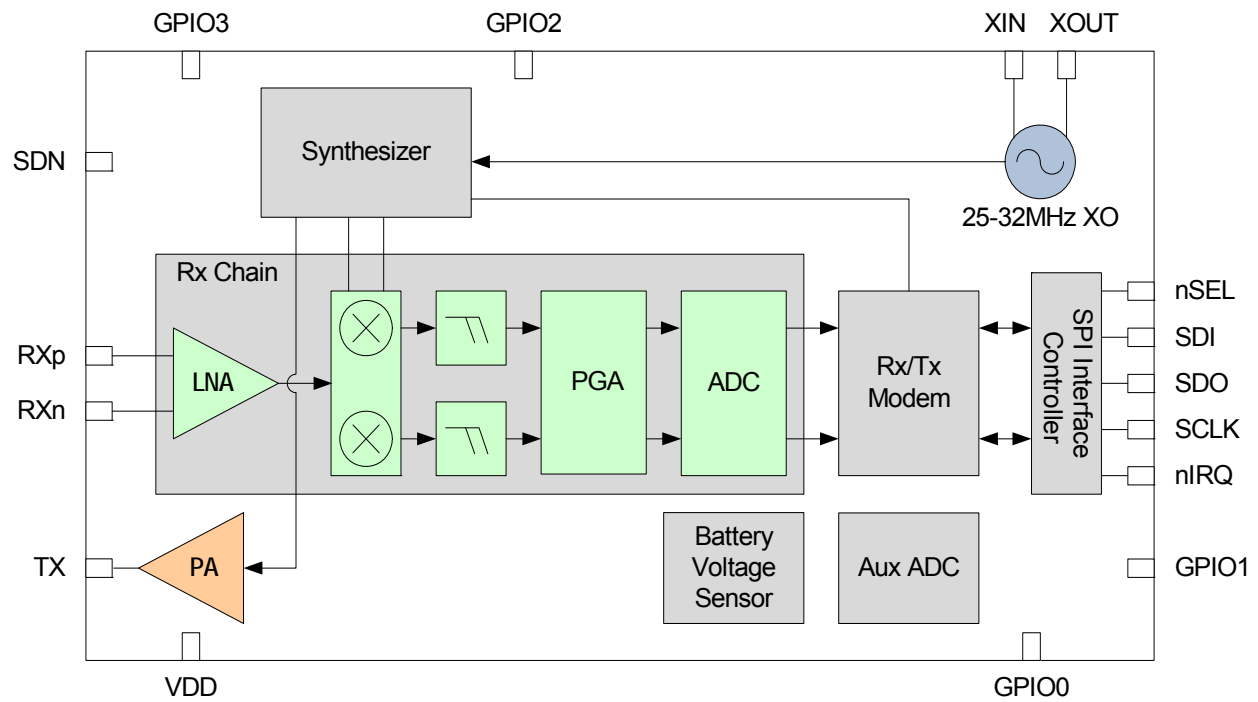 GPIO3
GPIO2
XIN
XOUT
Synthesizer
SDN
25-32MHz XO
Rx Chain
nSEL
SDI
SDO
SCLK
nIRQ
SPI Interface
Controller
RXp
RXn
LNA
PGA
ADC
Rx/Tx
Modem
TX
PA
Battery
Voltage
Sensor
Aux ADC
GPIO1
VDD
GPIO0